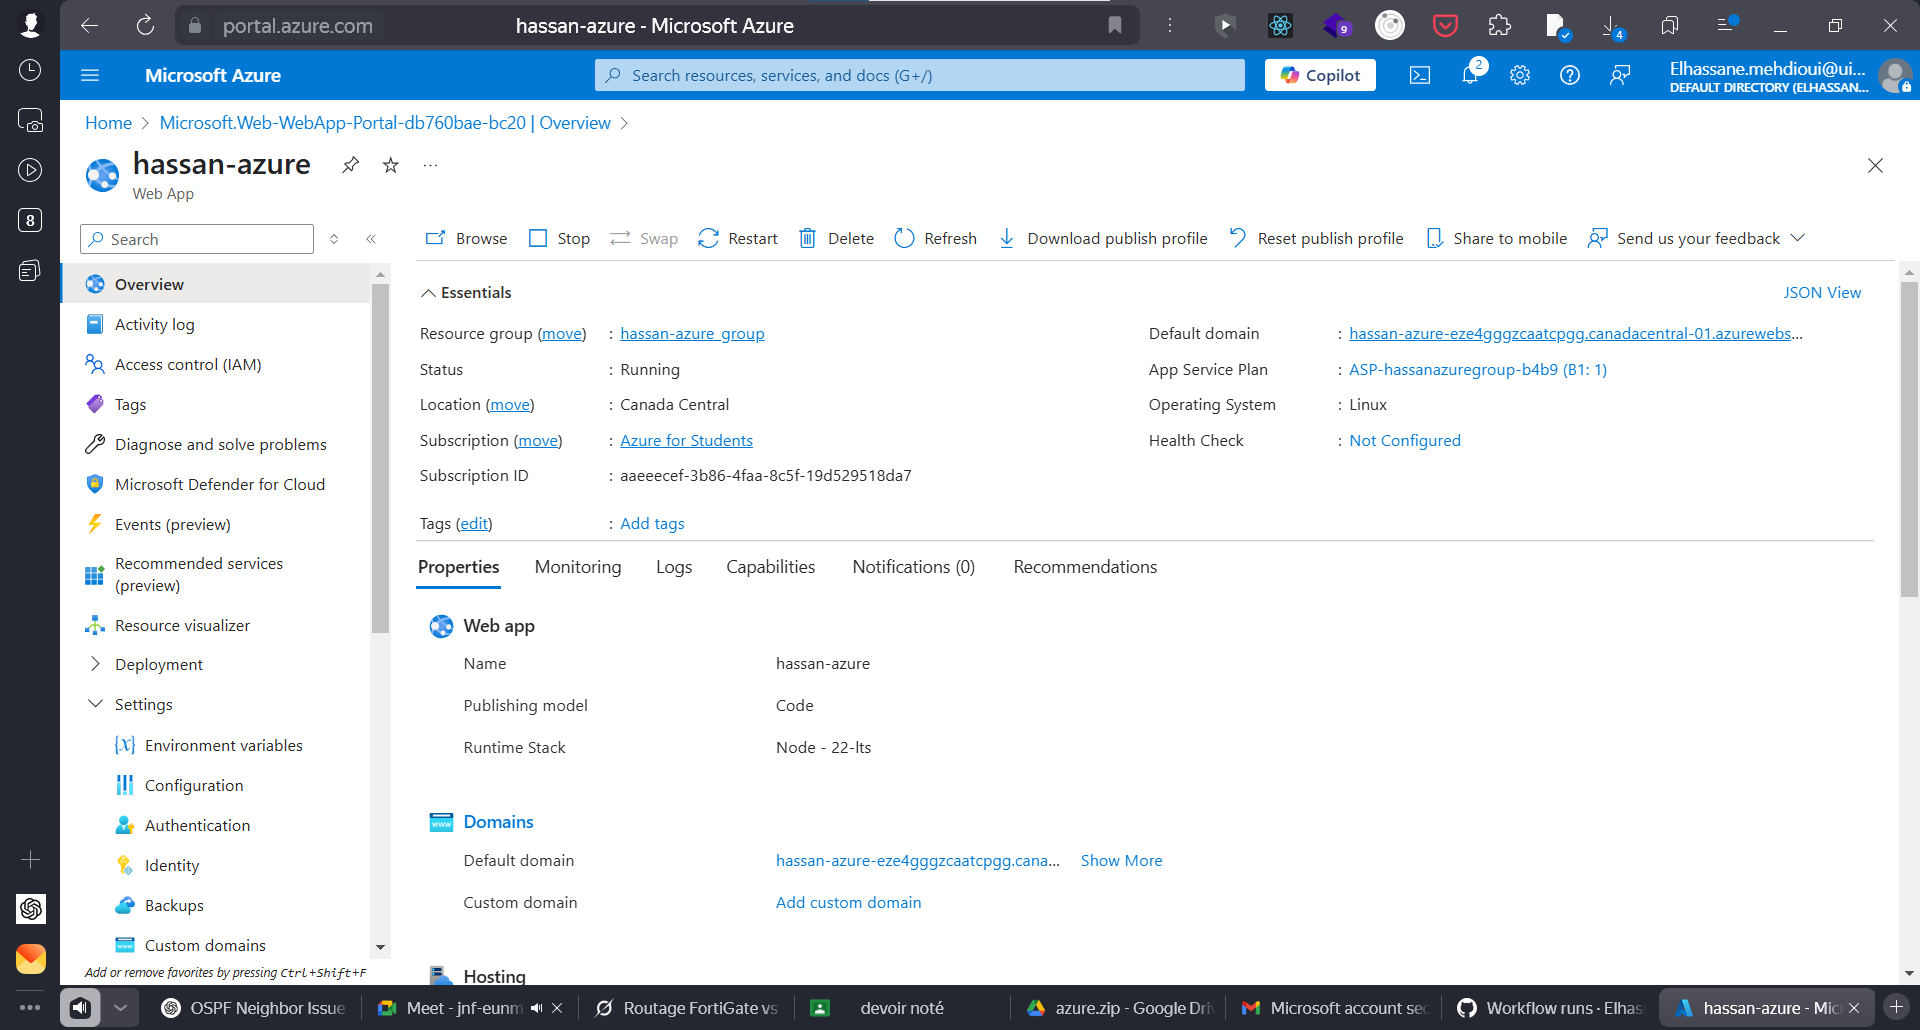 portal.azure.com
hassan-azure - Microsoft Azure
9
4
Microsoft Azure
Search resources, services, and docs (G+/)
Copilot
2
Elhassane.mehdioui@ui...
DEFAULT DIRECTORY (ELHASSAN...
8
Home > Microsoft.Web-WebApp-Portal-db760bae-bc20 | Overview >
hassan-azure
...
Web App
Search
Browse
Stop
Swap
Restart
Delete
Refresh
Download publish profile
Reset publish profile
Share to mobile
Send us your feedback
Overview
Activity log
Access control (IAM)
Tags
Diagnose and solve problems
Microsoft Defender for Cloud
Events (preview)
Recommended services
(preview)
Resource visualizer
Deployment
Settings
Environment variables
Configuration
Authentication
Identity
Backups
Custom domains
Add or remove favorites by pressing Ctrl+Shift+F
Essentials
JSON View
Resource group (move) : hassan-azure_group
Status : Running
Location (move) : Canada Central
Subscription (move) : Azure for Students
Subscription ID : aaeeecef-3b86-4faa-8c5f-19d529518da7
Tags (edit) : Add tags
Default domain : hassan-azure-eze4gggzcaatcpgg.canadacentral-01.azurewebs...
App Service Plan : ASP-hassanazuregroup-b4b9 (B1: 1)
Operating System : Linux
Health Check : Not Configured
Properties
Monitoring
Logs
Capabilities
Notifications (0)
Recommendations
Web app
Name hassan-azure
Publishing model Code
Runtime Stack Node - 22-lts
Domains
Default domain hassan-azure-eze4gggzcaatcpgg.cana... Show More
Custom domain Add custom domain
Hosting
OSPF Neighbor Issue
Meet - jnf-eunm
Routage FortiGate vs
devoir noté
azure.zip - Google Driv
Microsoft account sec
Workflow runs · Elhas
hassan-azure - Mic